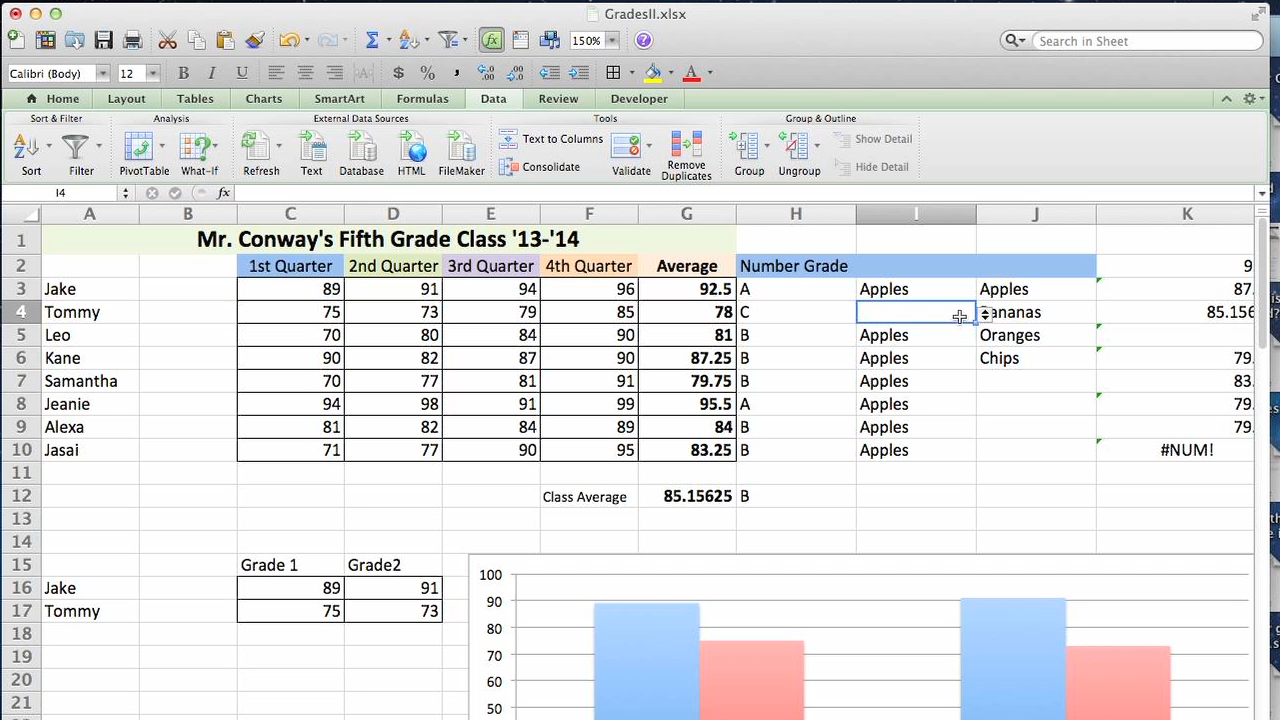 GradesII.xlsx
150% Search in Sheet
Calibri (Body) 12 B I U $ % ,
Home Layout Tables Charts SmartArt Formulas Data Review Developer
Sort & Filter Analysis External Data Sources Tools Group & Outline
Text to Columns Show Detail
Consolidate Hide Detail
Sort Filter PivotTable What-If Refresh Text Database HTML FileMaker Validate Remove Duplicates Group Ungroup
I4 fx
A B C D E F G H I J K
1 Mr. Conway's Fifth Grade Class '13-'14
2 1st Quarter 2nd Quarter 3rd Quarter 4th Quarter Average Number Grade 9
3 Jake 89 91 94 96 92.5 A Apples Apples 87.
4 Tommy 75 73 79 85 78 C ananas 85.156
5 Leo 70 80 84 90 81 B Apples Oranges
6 Kane 90 82 87 90 87.25 B Apples Chips 79.
7 Samantha 70 77 81 91 79.75 B Apples 83.
8 Jeanie 94 98 91 99 95.5 A Apples 79.
9 Alexa 81 82 84 89 84 B Apples 79.
10 Jasai 71 77 90 95 83.25 B Apples #NUM!
11
12 Class Average 85.15625 B
13
14
15 Grade 1 Grade2
16 Jake 89 91
17 Tommy 75 73
18
19
20
21
100
90
80
70
60
50